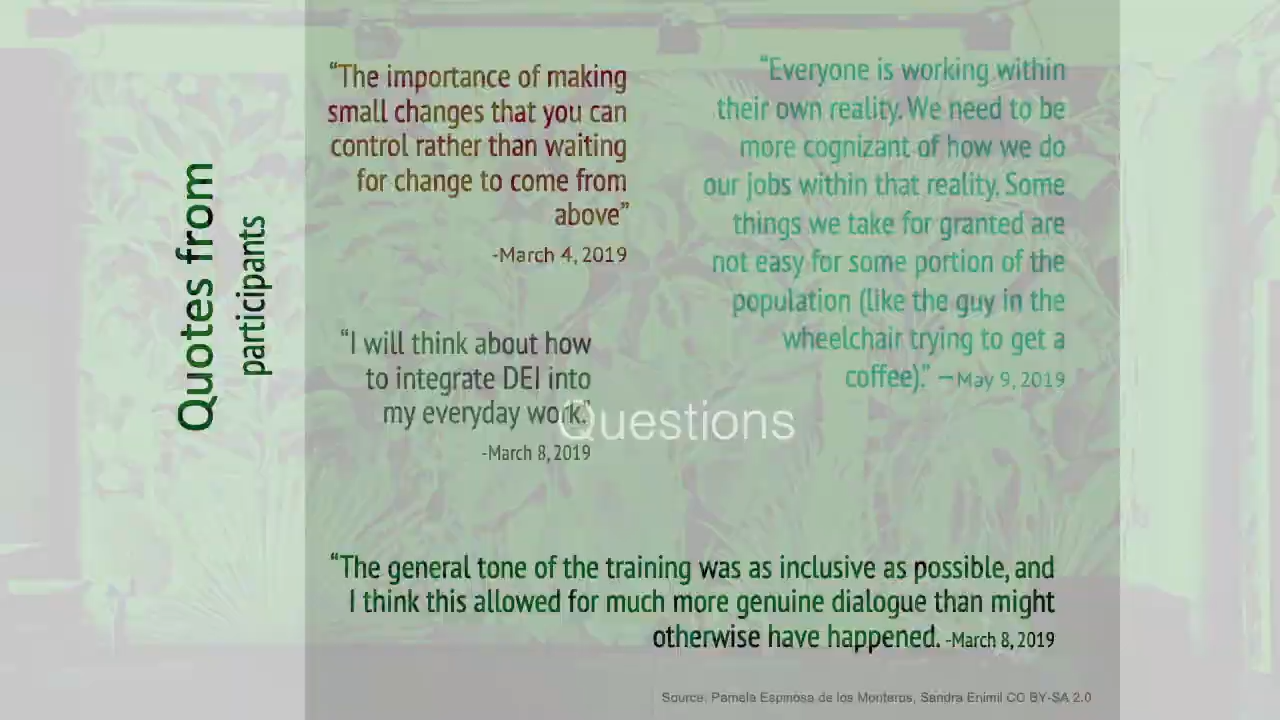 Quotes from
participants
“The importance of making
small changes that you can
control rather than waiting
for change to come from
above”
-March 4, 2019
“I will think about how
to integrate DEI into
my everyday work.”
-March 8, 2019
“Everyone is working within
their own reality. We need to be
more cognizant of how we do
our jobs within that reality. Some
things we take for granted are
not easy for some portion of the
population (like the guy in the
wheelchair trying to get a
coffee).” —May 9, 2019
Questions
“The general tone of the training was as inclusive as possible, and
I think this allowed for much more genuine dialogue than might
otherwise have happened. -March 8, 2019
Source: Pamela Espinosa de los Monteros, Sandra Enimil CC BY-SA 2.0